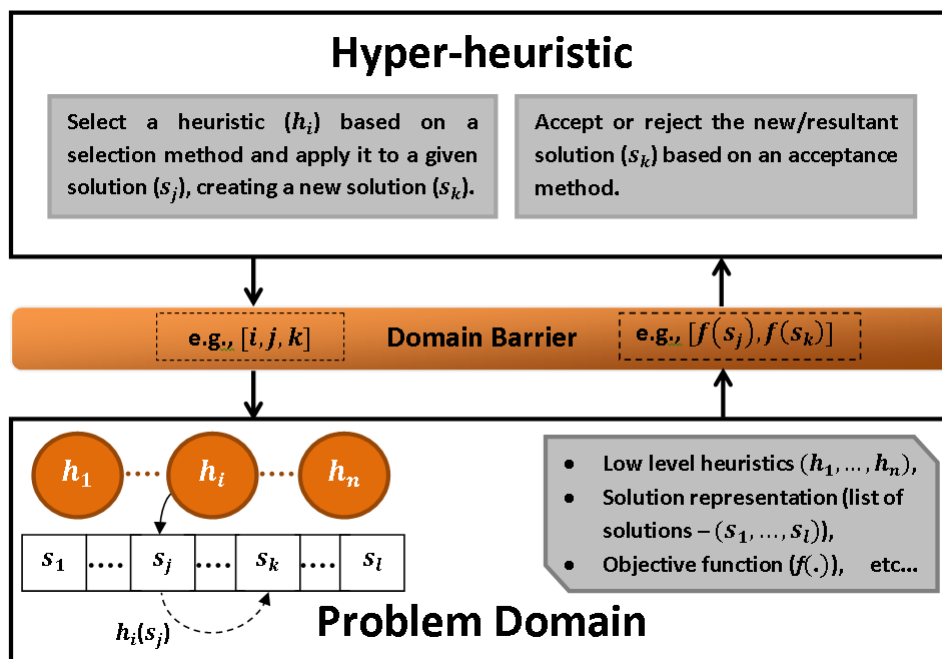 Hyper-heuristic
Select a heuristic (hᵢ) based on a
selection method and apply it to a given
solution (sⱼ), creating a new solution (sₖ).
Accept or reject the new/resultant
solution (sₖ) based on an acceptance
method.
e.g., [i, j, k]
Domain Barrier
e.g., [f(sⱼ), f(sₖ)]
h₁ ···· hᵢ ···· hₙ
s₁ .... sⱼ .... sₖ .... sₗ
hᵢ(sⱼ)
• Low level heuristics (h₁, ..., hₙ),
• Solution representation (list of
solutions – (s₁, ..., sₗ)),
• Objective function (f(.)), etc...
Problem Domain